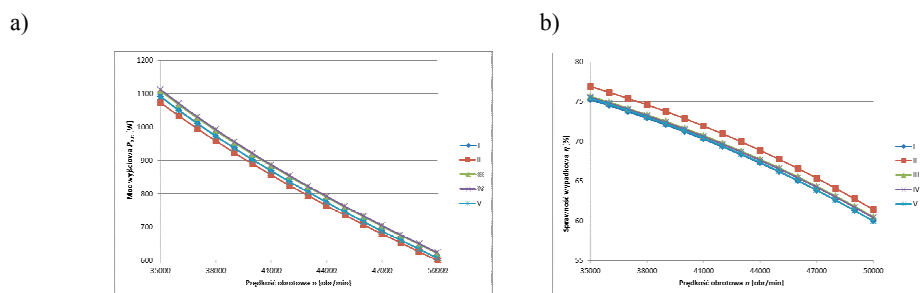 a)
b)
1200
1100
1000
900
800
700
600
35000 38000 41000 44000 47000 50000
Prędkość obrotowa n [obr/min]
I
II
III
IV
V
80
75
70
65
60
55
Sprawność wypadkowa η [%]
35000 38000 41000 44000 47000 50000
Prędkość obrotowa n [obr/min]
I
II
III
IV
V